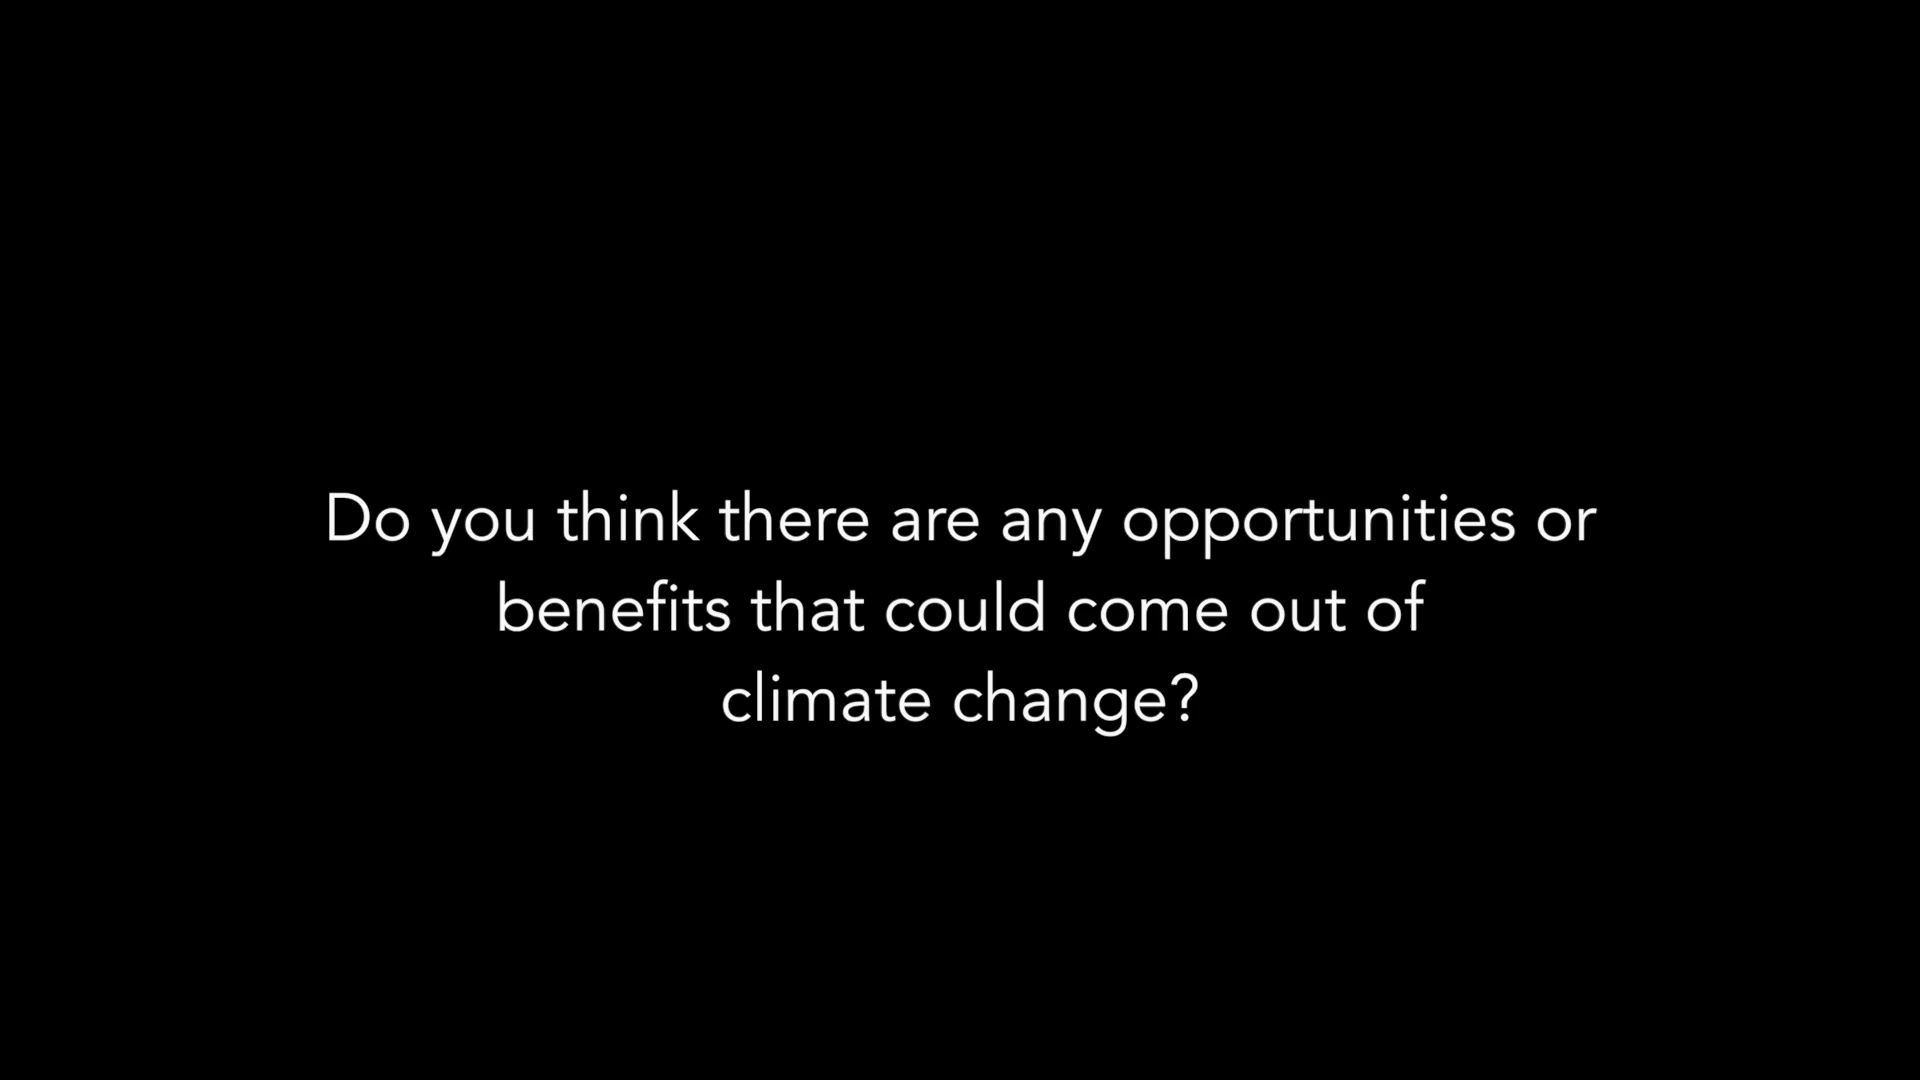 Do you think there are any opportunities or
benefits that could come out of
climate change?